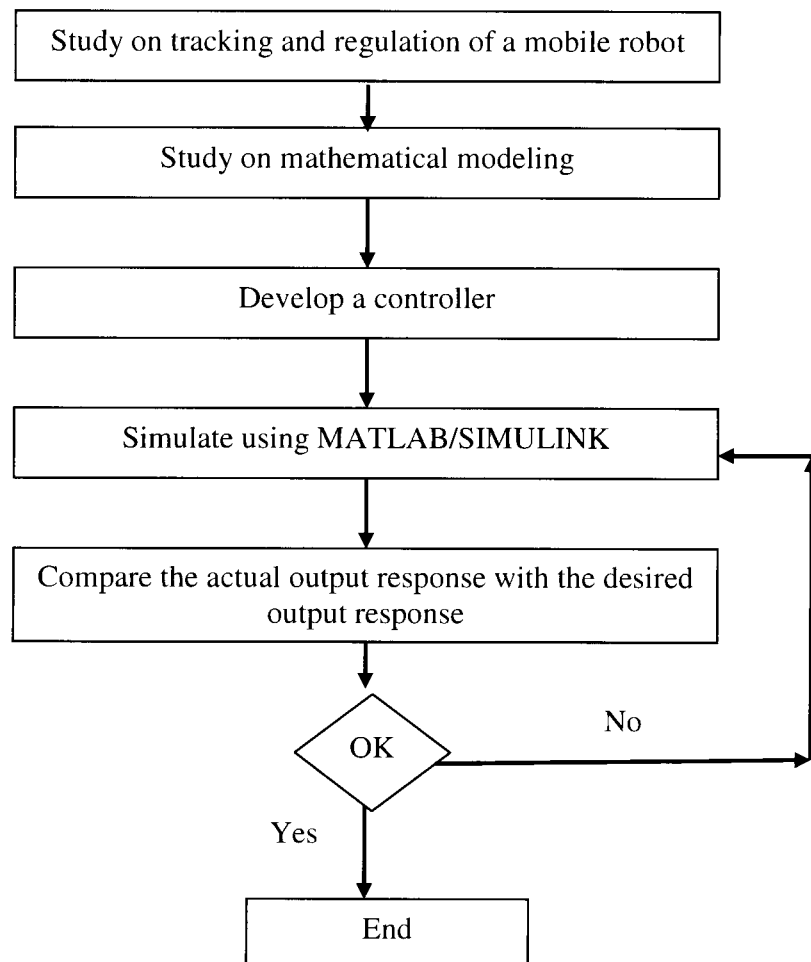 Study on tracking and regulation of a mobile robot
Study on mathematical modeling
Develop a controller
Simulate using MATLAB/SIMULINK
Compare the actual output response with the desired
output response
OK
No
Yes
End